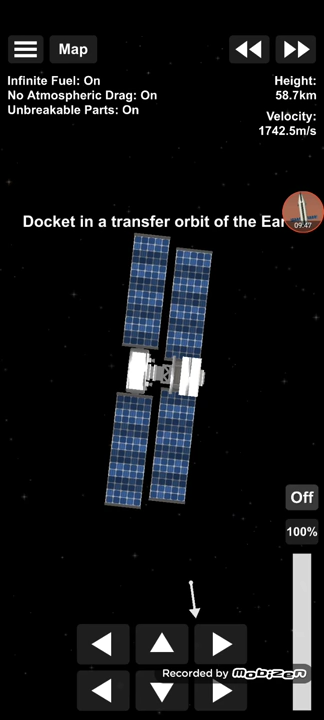 Map
Infinite Fuel: On
No Atmospheric Drag: On
Unbreakable Parts: On
Height:
58.7km
Velocity:
1742.5m/s
09:47
Docket in a transfer orbit of the Ear
Off
100%
Recorded by Mobizen